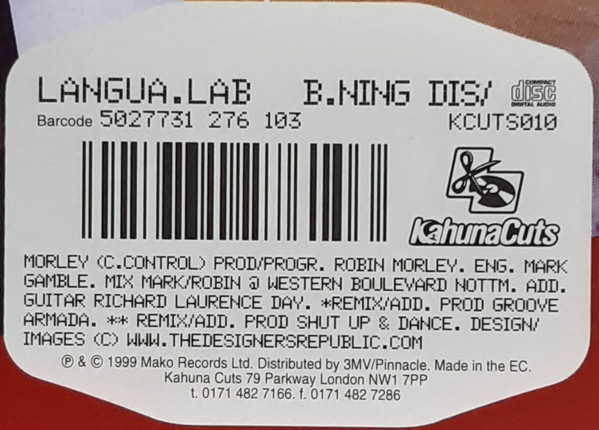 LANGUA.LAB B.NING DIS/ COMPACT disc DIGITAL AUDIO
Barcode 5027731 276 103 KCUTS010
KahunaCuts
MORLEY (C.CONTROL) PROD/PROGR. ROBIN MORLEY. ENG. MARK
GAMBLE. MIX MARK/ROBIN @ WESTERN BOULEVARD NOTTM. ADD.
GUITAR RICHARD LAURENCE DAY. *REMIX/ADD. PROD GROOVE
ARMADA. ** REMIX/ADD. PROD SHUT UP & DANCE. DESIGN/
IMAGES (C) WWW.THEDESIGNERSREPUBLIC.COM
℗ & © 1999 Mako Records Ltd. Distributed by 3MV/Pinnacle. Made in the EC.
Kahuna Cuts 79 Parkway London NW1 7PP
t. 0171 482 7166. f. 0171 482 7286